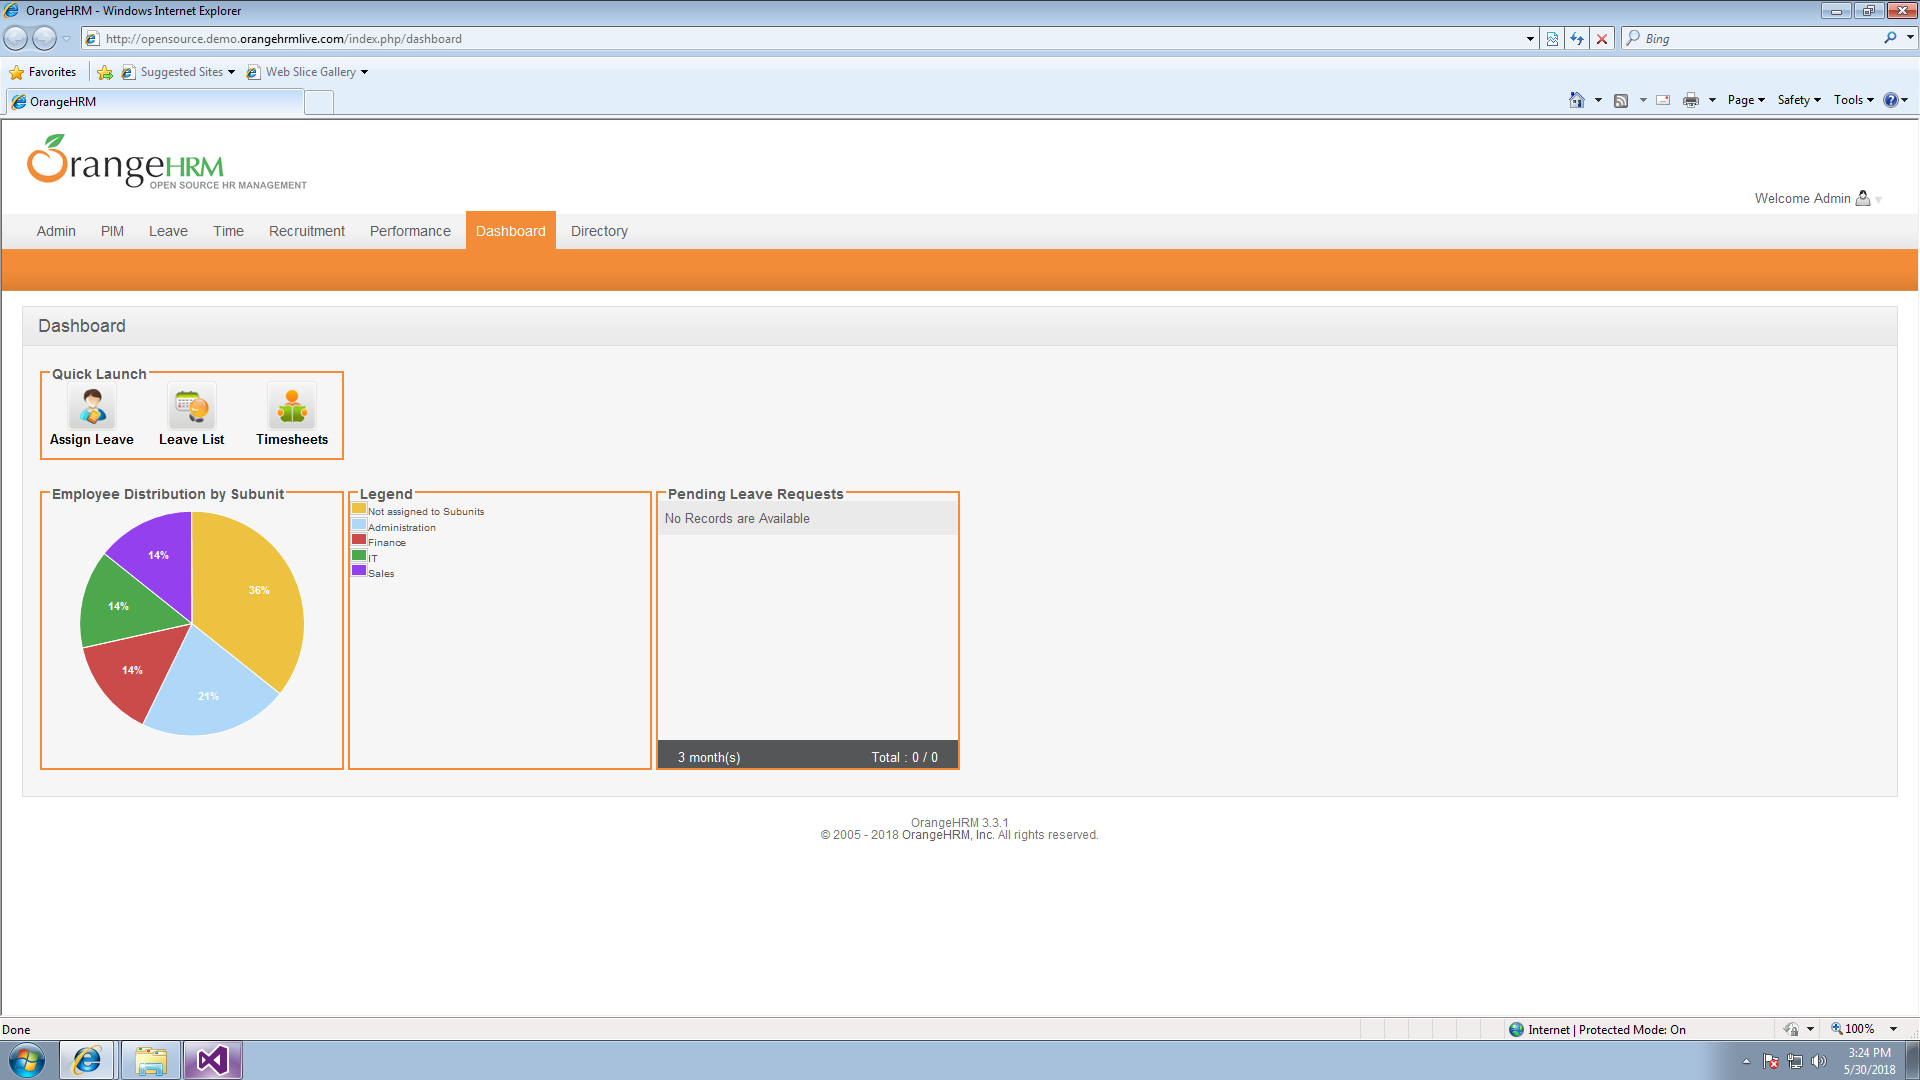 OrangeHRM - Windows Internet Explorer
http://opensource.demo.orangehrmlive.com/index.php/dashboard
Bing
Favorites
Suggested Sites
Web Slice Gallery
OrangeHRM
Page
Safety
Tools
OrangeHRM
OPEN SOURCE HR MANAGEMENT
Welcome Admin
Admin
PIM
Leave
Time
Recruitment
Performance
Dashboard
Directory
Dashboard
Quick Launch
Assign Leave
Leave List
Timesheets
Employee Distribution by Subunit
14%
36%
14%
14%
21%
Legend
Not assigned to Subunits
Administration
Finance
IT
Sales
Pending Leave Requests
No Records are Available
3 month(s)
Total : 0 / 0
OrangeHRM 3.3.1
© 2005 - 2018 OrangeHRM, Inc. All rights reserved.
Done
Internet | Protected Mode: On
100%
3:24 PM
5/30/2018